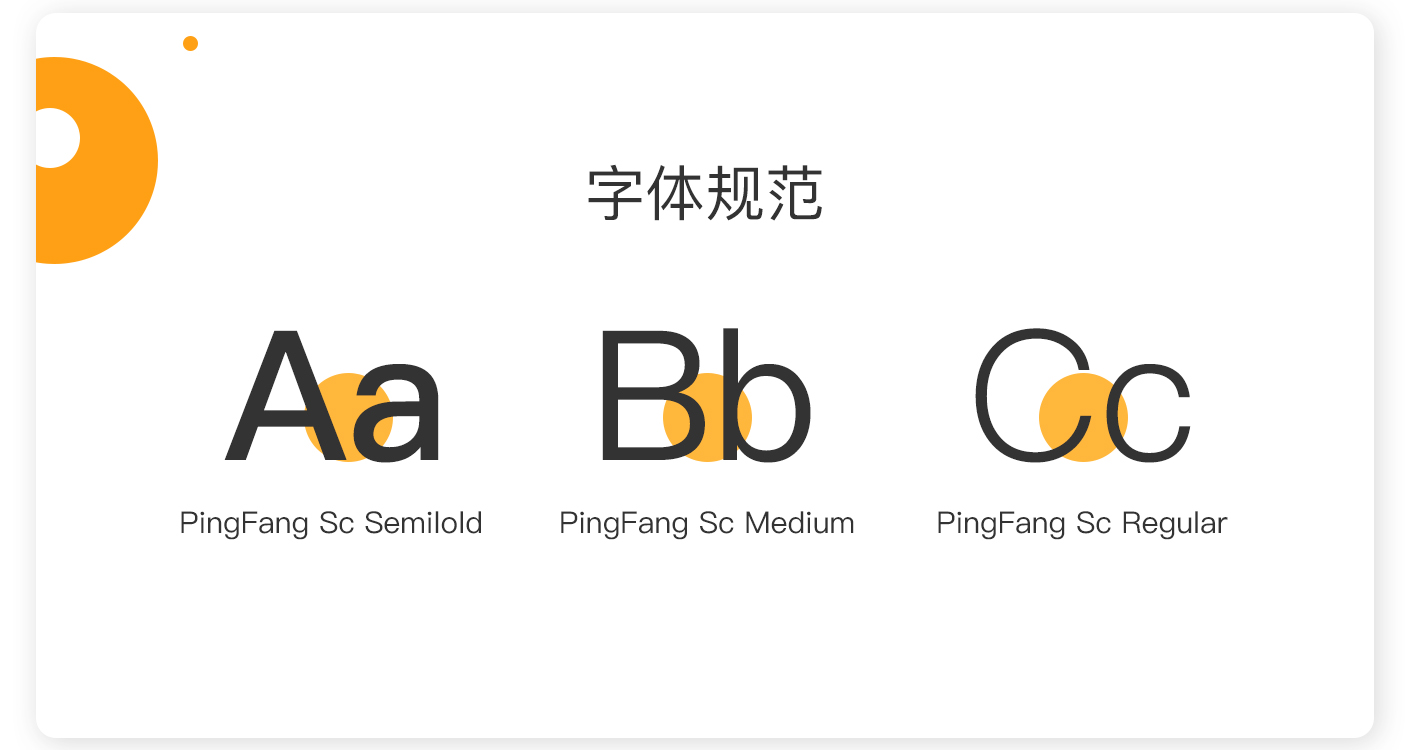 字体规范
Aa Bb Cc
PingFang Sc Semilold PingFang Sc Medium PingFang Sc Regular